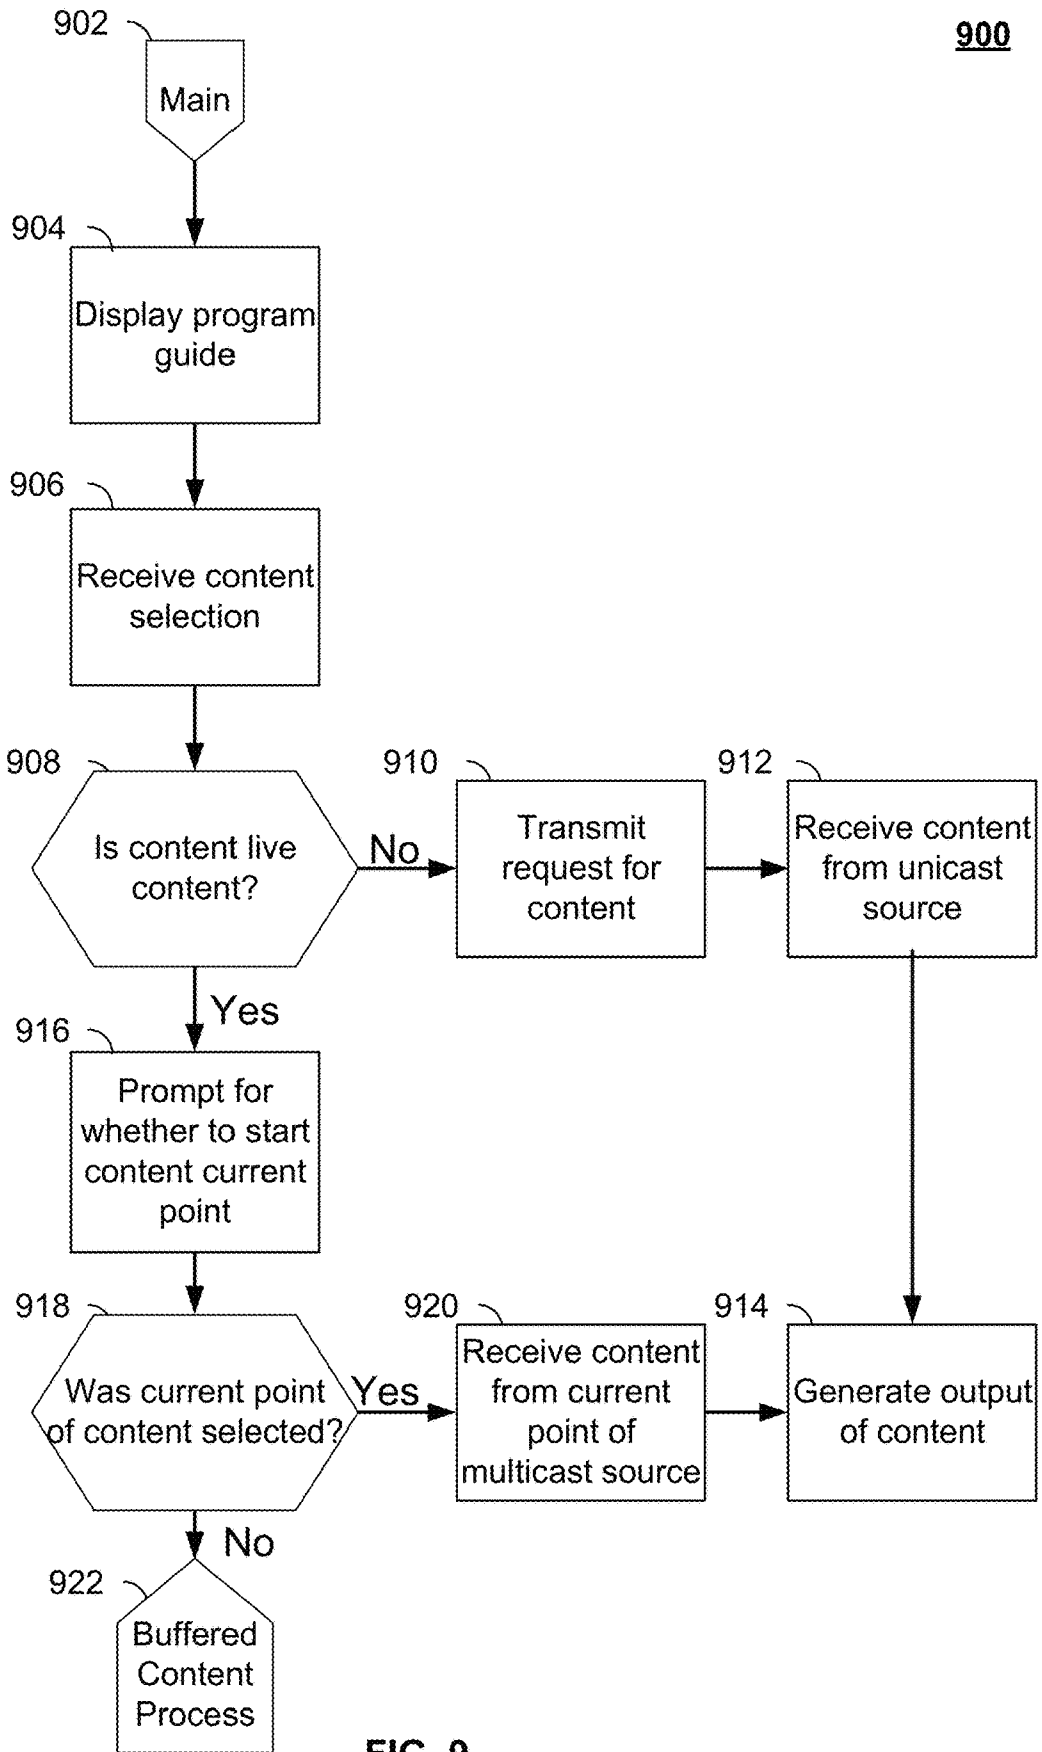 902
900
Main
904
Display program
guide
906
Receive content
selection
908
Is content live
content?
No
910
Transmit
request for
content
912
Receive content
from unicast
source
Yes
916
Prompt for
whether to start
content current
point
918
Was current point
of content selected?
Yes
920
Receive content
from current
point of
multicast source
914
Generate output
of content
No
922
Buffered
Content
Process
FIG. 9